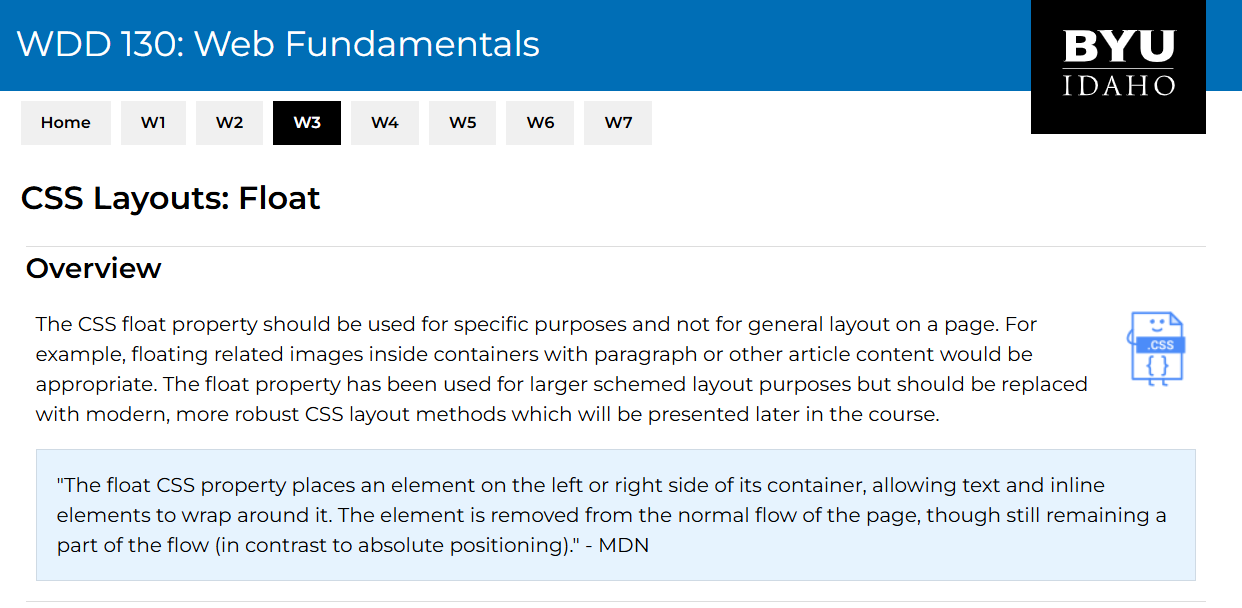 WDD 130: Web Fundamentals
BYU
IDAHO
Home W1 W2 W3 W4 W5 W6 W7
CSS Layouts: Float
Overview
The CSS float property should be used for specific purposes and not for general layout on a page. For
example, floating related images inside containers with paragraph or other article content would be
appropriate. The float property has been used for larger schemed layout purposes but should be replaced
with modern, more robust CSS layout methods which will be presented later in the course.
.CSS
{ }
"The float CSS property places an element on the left or right side of its container, allowing text and inline
elements to wrap around it. The element is removed from the normal flow of the page, though still remaining a
part of the flow (in contrast to absolute positioning)." - MDN